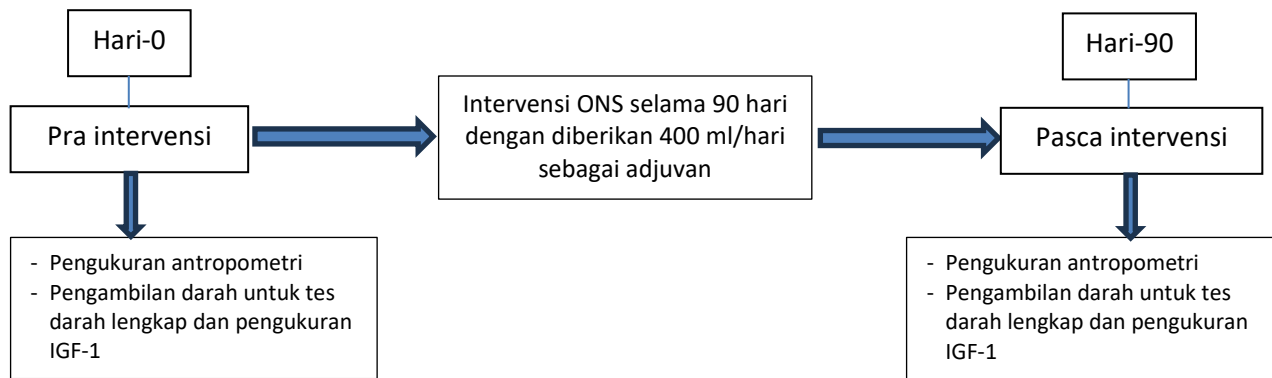 Hari-0
Pra intervensi
- Pengukuran antropometri
- Pengambilan darah untuk tes
darah lengkap dan pengukuran
IGF-1
Intervensi ONS selama 90 hari
dengan diberikan 400 ml/hari
sebagai adjuvan
Hari-90
Pasca intervensi
- Pengukuran antropometri
- Pengambilan darah untuk tes
darah lengkap dan pengukuran
IGF-1